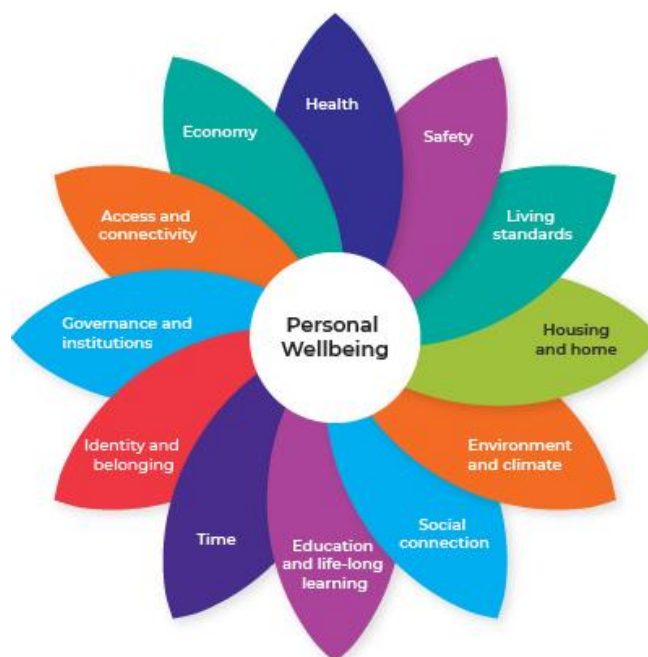 Health
Safety
Living
standards
Housing
and home
Environment
and climate
Social
connection
Education
and life-long
learning
Time
Identity and
belonging
Governance and
institutions
Access and
connectivity
Economy
Personal
Wellbeing